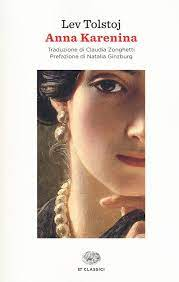 Lev Tolstoj
Anna Karenina
Traduzione di Claudia Zonghetti
Prefazione di Natalia Ginzburg
ET CLASSICI